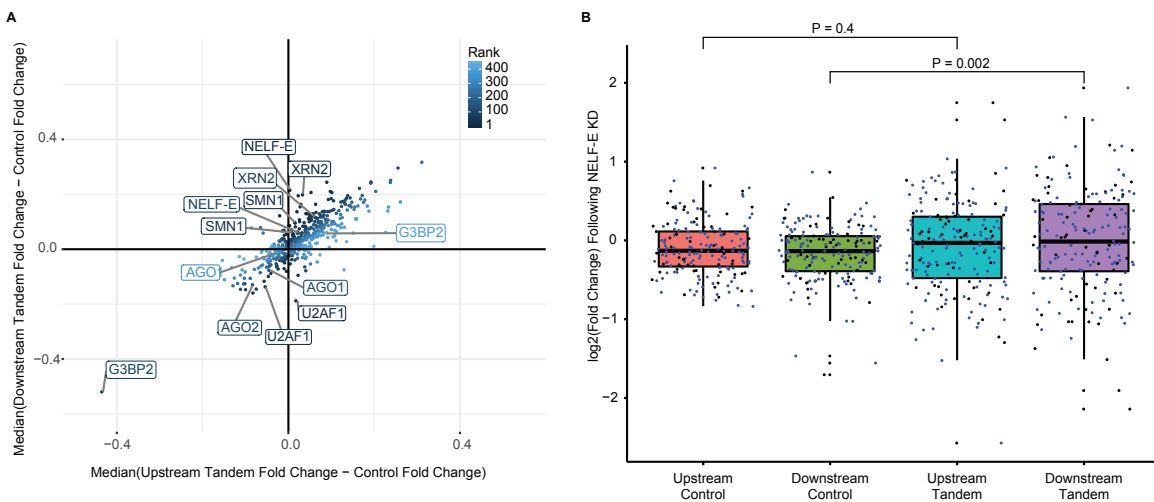 A
Median(Downstream Tandem Fold Change − Control Fold Change)
0.4
0.0
−0.4
−0.4
0.0
0.4
Median(Upstream Tandem Fold Change − Control Fold Change)
Rank
400
300
200
100
1
NELF-E
XRN2
XRN2
SMN1
NELF-E
SMN1
G3BP2
AGO1
AGO1
U2AF1
AGO2
U2AF1
G3BP2
B
log2(Fold Change) Following NELF-E KD
2
1
0
−1
−2
P = 0.4
P = 0.002
Upstream
Control
Downstream
Control
Upstream
Tandem
Downstream
Tandem